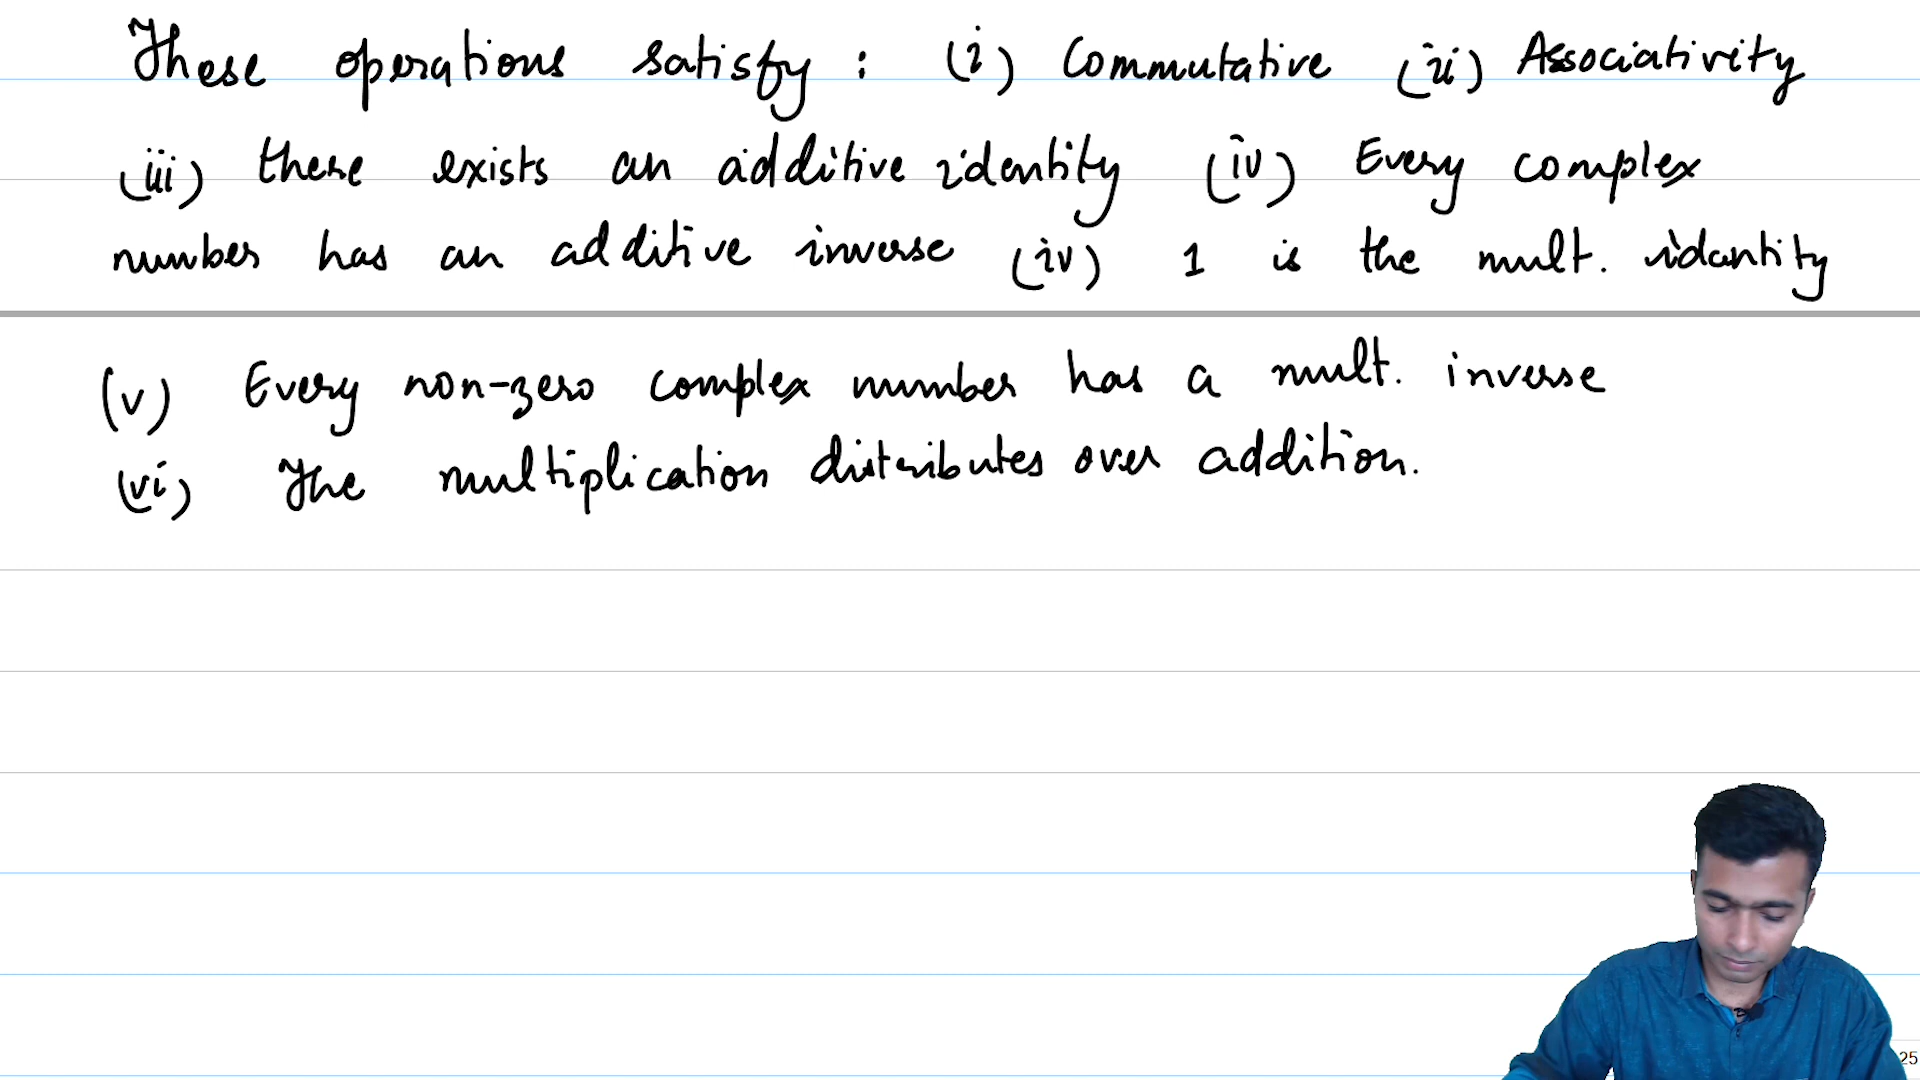 These operations satisfy : (i) Commutative (ii) Associativity
(iii) there exists an additive identity (iv) Every complex
number has an additive inverse (iv) 1 is the mult. identity
(v) Every non-zero complex number has a mult. inverse
(vi) The multiplication distributes over addition.
25